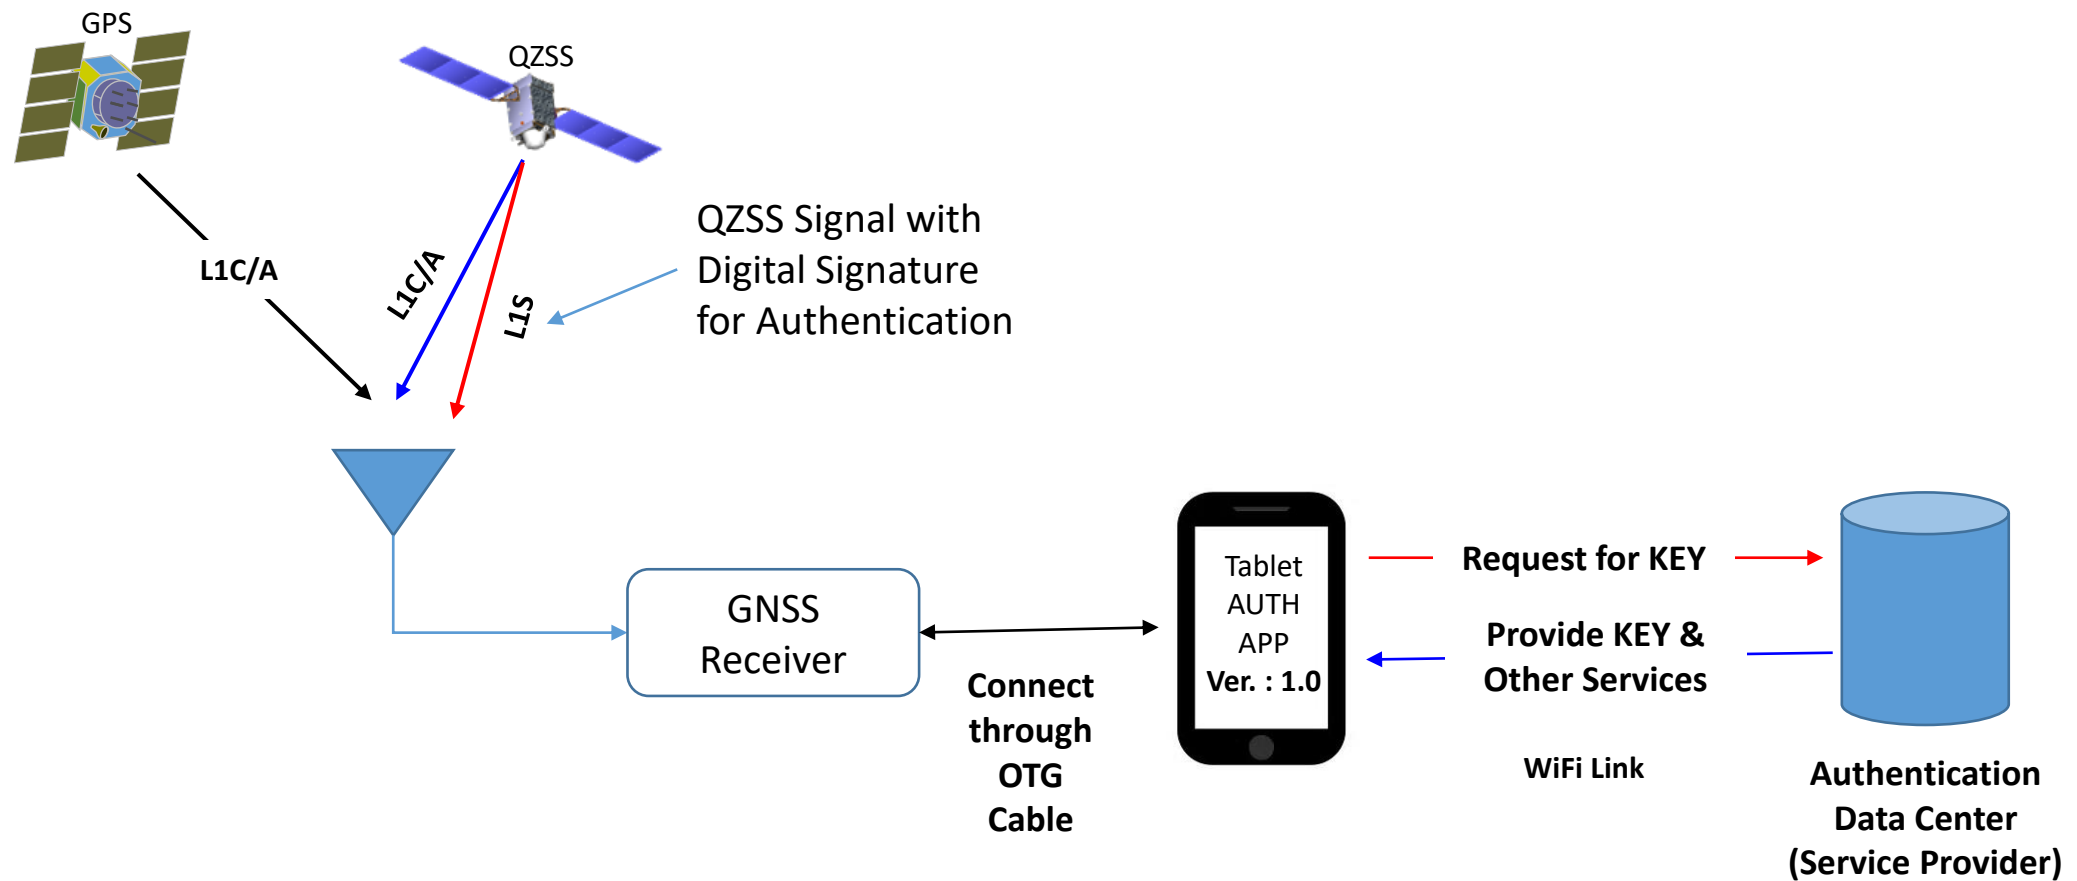 GPS
QZSS
L1C/A
L1C/A
L1S
QZSS Signal with
Digital Signature
for Authentication
GNSS
Receiver
Connect
through
OTG
Cable
Tablet
AUTH
APP
Ver. : 1.0
Request for KEY
Provide KEY &
Other Services
WiFi Link
Authentication
Data Center
(Service Provider)